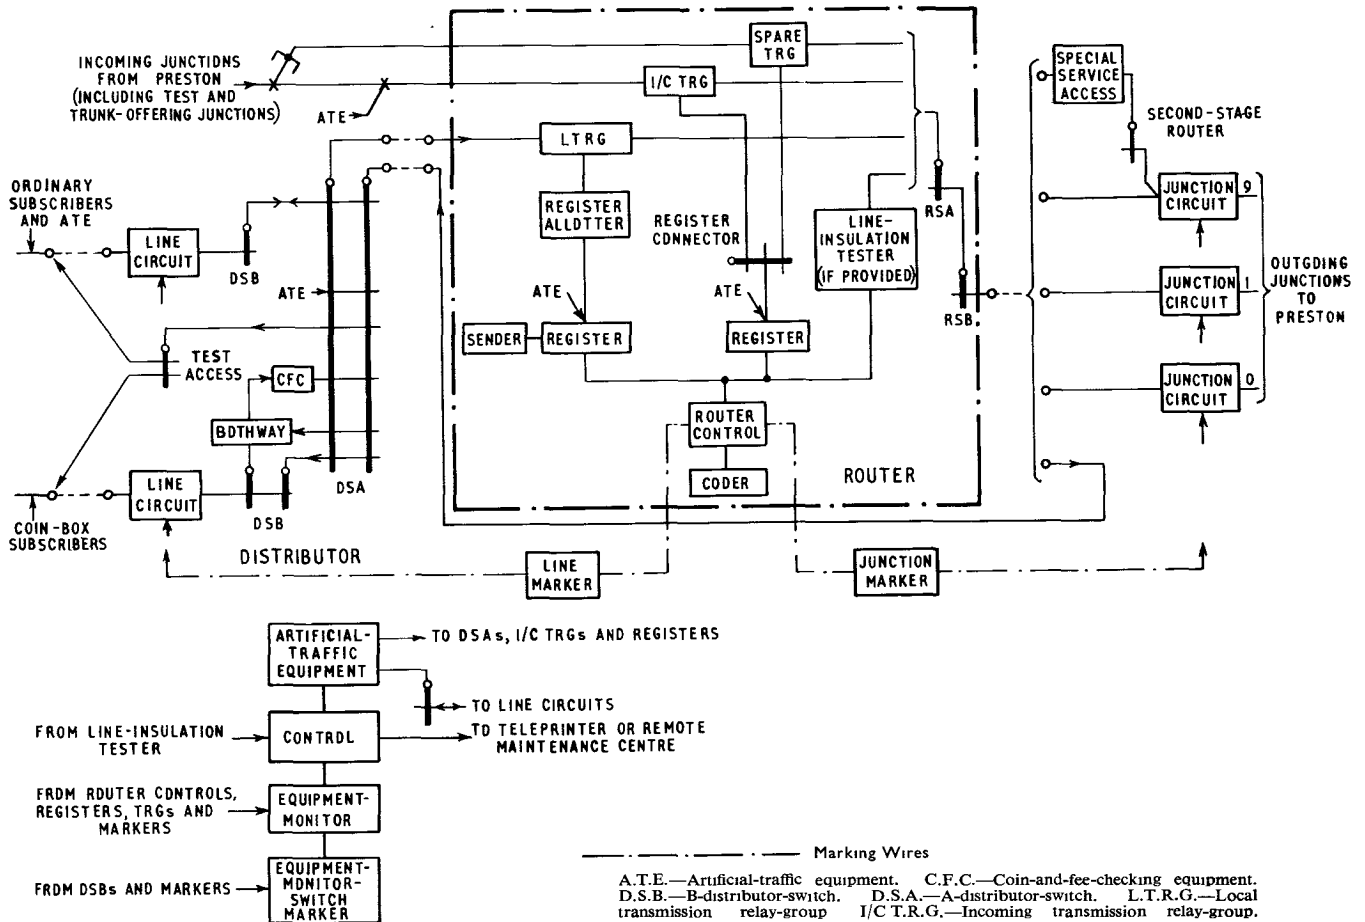 INCOMING JUNCTIONS
FROM PRESTON
(INCLUDING TEST AND
TRUNK-OFFERING JUNCTIONS)
ATE
SPARE
TRG
I/C TRG
LTRG
REGISTER
ALLDTTER
REGISTER
CONNECTOR
LINE-
INSULATION
TESTER
(IF PROVIDED)
ATE
ATE
SENDER
REGISTER
REGISTER
ROUTER
CONTROL
CODER
ROUTER
RSA
RSB
SPECIAL
SERVICE
ACCESS
SECOND-STAGE
ROUTER
JUNCTION
CIRCUIT
9
JUNCTION
CIRCUIT
1
JUNCTION
CIRCUIT
0
OUTGDING
JUNCTIONS
TO
PRESTON
ORDINARY
SUBSCRIBERS
AND ATE
LINE
CIRCUIT
DSB
ATE
TEST
ACCESS
CFC
BDTHWAY
LINE
CIRCUIT
DSB
DSA
COIN-BOX
SUBSCRIBERS
DISTRIBUTOR
LINE
MARKER
JUNCTION
MARKER
ARTIFICIAL-
TRAFFIC
EQUIPMENT
TO DSAs, I/C TRGs AND REGISTERS
TO LINE CIRCUITS
FROM LINE-INSULATION
TESTER
CONTRDL
TD TELEPRINTER OR REMOTE
MAINTENANCE CENTRE
FRDM RDUTER CDNTRDLS,
REGISTERS, TRGs AND
MARKERS
EQUIPMENT-
MONITOR
FRDM DSBs AND MARKERS
EQUIPMENT-
MDNITDR-
SWITCH
MARKER
Marking Wires
A.T.E.—Artificial-traffic equipment. C.F.C.—Coin-and-fee-checking equipment.
D.S.B.—B-distributor-switch. D.S.A.—A-distributor-switch. L.T.R.G.—Local
transmission relay-group I/C T.R.G.—Incoming transmission relay-group.